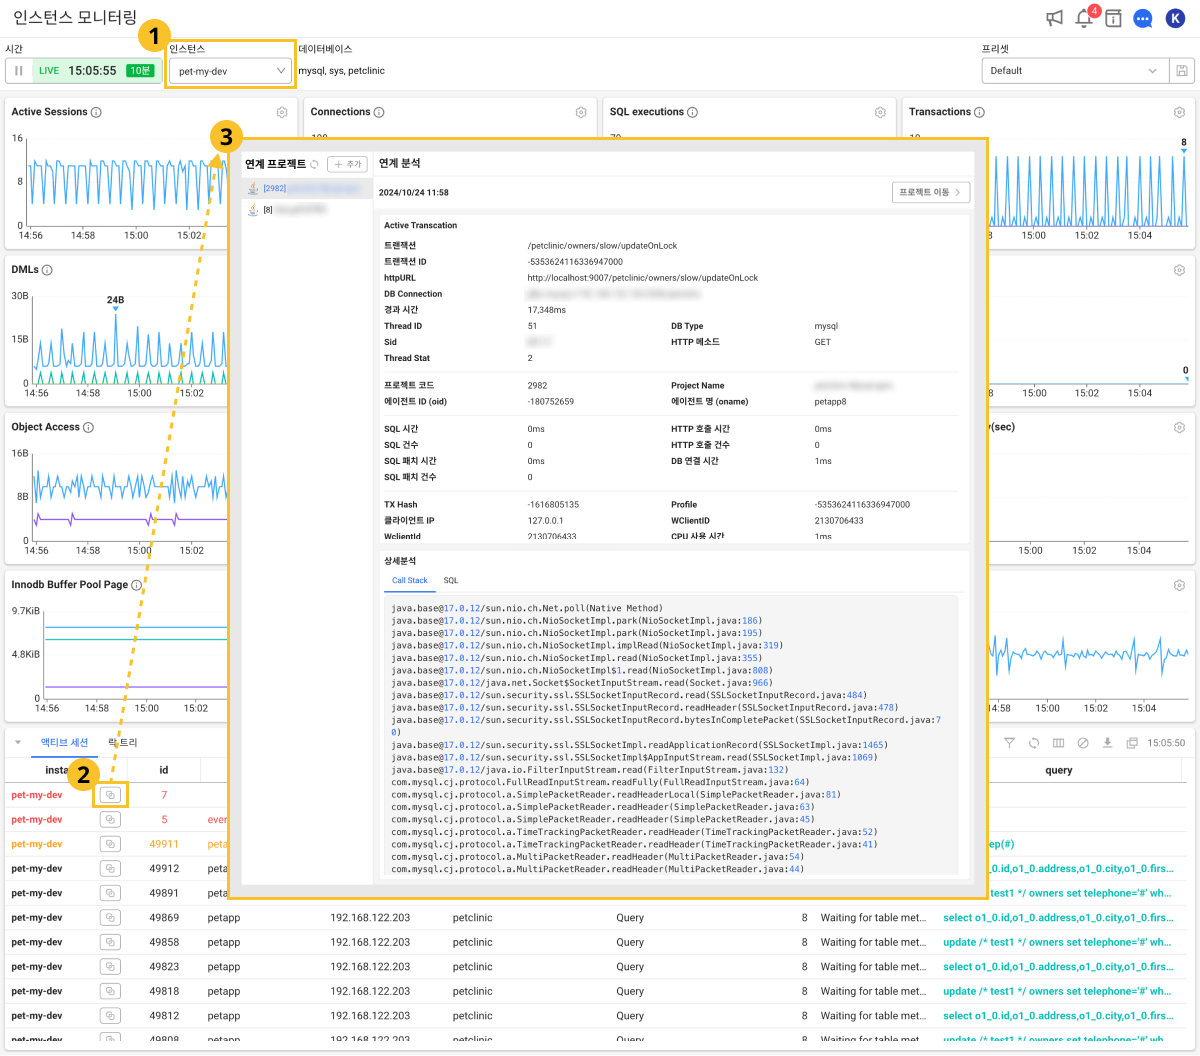 인스턴스 모니터링
4
K
1
시간
인스턴스
데이터베이스
프리셋
LIVE 15:05:55 10분
pet-my-dev
mysql, sys, petclinic
Default
Active Sessions
Connections
SQL executions
Transactions
16
8
0
14:56 14:58 15:00 15:02
8
15:00 15:02 15:04
DMLs
30B
15B
0
24B
14:56 14:58 15:00 15:02
0
15:00 15:02 15:04
Object Access
(sec)
16B
8B
0
14:56 14:58 15:00 15:02
15:00 15:02 15:04
Innodb Buffer Pool Page
9.7KiB
4.8KiB
0
14:56 14:58 15:00 15:02
4:58 15:00 15:02 15:04
3
연계 프로젝트
추가
[2982]
[8]
연계 분석
2024/10/24 11:58
프로젝트 이동
Active Transcation
트랜잭션 /petclinic/owners/slow/updateOnLock
트랜잭션 ID -5353624116336947000
httpURL http://localhost:9007/petclinic/owners/slow/updateOnLock
DB Connection
경과 시간 17,348ms
Thread ID 51 DB Type mysql
Sid HTTP 메소드 GET
Thread Stat 2
프로젝트 코드 2982 Project Name
에이전트 ID (oid) -180752659 에이전트 명 (oname) petapp8
SQL 시간 0ms HTTP 호출 시간 0ms
SQL 건수 0 HTTP 호출 건수 0
SQL 패치 시간 0ms DB 연결 시간 1ms
SQL 패치 건수 0
TX Hash -1616805135 Profile -5353624116336947000
클라이언트 IP 127.0.0.1 WClientID 2130706433
WclientId 2130706433 CPU 사용 시간 1ms
상세분석
Call Stack SQL
java.base@17.0.12/sun.nio.ch.Net.poll(Native Method)
java.base@17.0.12/sun.nio.ch.NioSocketImpl.park(NioSocketImpl.java:186)
java.base@17.0.12/sun.nio.ch.NioSocketImpl.park(NioSocketImpl.java:195)
java.base@17.0.12/sun.nio.ch.NioSocketImpl.implRead(NioSocketImpl.java:319)
java.base@17.0.12/sun.nio.ch.NioSocketImpl.read(NioSocketImpl.java:355)
java.base@17.0.12/sun.nio.ch.NioSocketImpl$1.read(NioSocketImpl.java:808)
java.base@17.0.12/java.net.Socket$SocketInputStream.read(Socket.java:966)
java.base@17.0.12/sun.security.ssl.SSLSocketInputRecord.read(SSLSocketInputRecord.java:484)
java.base@17.0.12/sun.security.ssl.SSLSocketInputRecord.readHeader(SSLSocketInputRecord.java:478)
java.base@17.0.12/sun.security.ssl.SSLSocketInputRecord.bytesInCompletePacket(SSLSocketInputRecord.java:7
0)
java.base@17.0.12/sun.security.ssl.SSLSocketImpl.readApplicationRecord(SSLSocketImpl.java:1465)
java.base@17.0.12/sun.security.ssl.SSLSocketImpl$AppInputStream.read(SSLSocketImpl.java:1069)
java.base@17.0.12/java.io.FilterInputStream.read(FilterInputStream.java:132)
com.mysql.cj.protocol.FullReadInputStream.readFully(FullReadInputStream.java:64)
com.mysql.cj.protocol.a.SimplePacketReader.readHeaderLocal(SimplePacketReader.java:81)
com.mysql.cj.protocol.a.SimplePacketReader.readHeader(SimplePacketReader.java:63)
com.mysql.cj.protocol.a.SimplePacketReader.readHeader(SimplePacketReader.java:45)
com.mysql.cj.protocol.a.TimeTrackingPacketReader.readHeader(TimeTrackingPacketReader.java:52)
com.mysql.cj.protocol.a.TimeTrackingPacketReader.readHeader(TimeTrackingPacketReader.java:41)
com.mysql.cj.protocol.a.MultiPacketReader.readHeader(MultiPacketReader.java:54)
com.mysql.cj.protocol.a.MultiPacketReader.readHeader(MultiPacketReader.java:44)
액티브 세션 락 트리
15:05:50
2
insta id query
pet-my-dev 7
pet-my-dev 5 even
pet-my-dev 49911 peta ep(#)
pet-my-dev 49912 peta o1_0.id,o1_0.address,o1_0.city,o1_0.firs...
pet-my-dev 49891 peta test1 */ owners set telephone='#' wh...
pet-my-dev 49869 petapp 192.168.122.203 petclinic Query 8 Waiting for table met... select o1_0.id,o1_0.address,o1_0.city,o1_0.firs...
pet-my-dev 49858 petapp 192.168.122.203 petclinic Query 8 Waiting for table met... update /* test1 */ owners set telephone='#' wh...
pet-my-dev 49823 petapp 192.168.122.203 petclinic Query 8 Waiting for table met... select o1_0.id,o1_0.address,o1_0.city,o1_0.firs...
pet-my-dev 49818 petapp 192.168.122.203 petclinic Query 8 Waiting for table met... update /* test1 */ owners set telephone='#' wh...
pet-my-dev 49812 petapp 192.168.122.203 petclinic Query 8 Waiting for table met... select o1_0.id,o1_0.address,o1_0.city,o1_0.firs...
pet-my-dev 49808 petapp 192.168.122.203 petclinic Query 8 Waiting for table met... update /* test1 */ owners set telephone='#' wh...